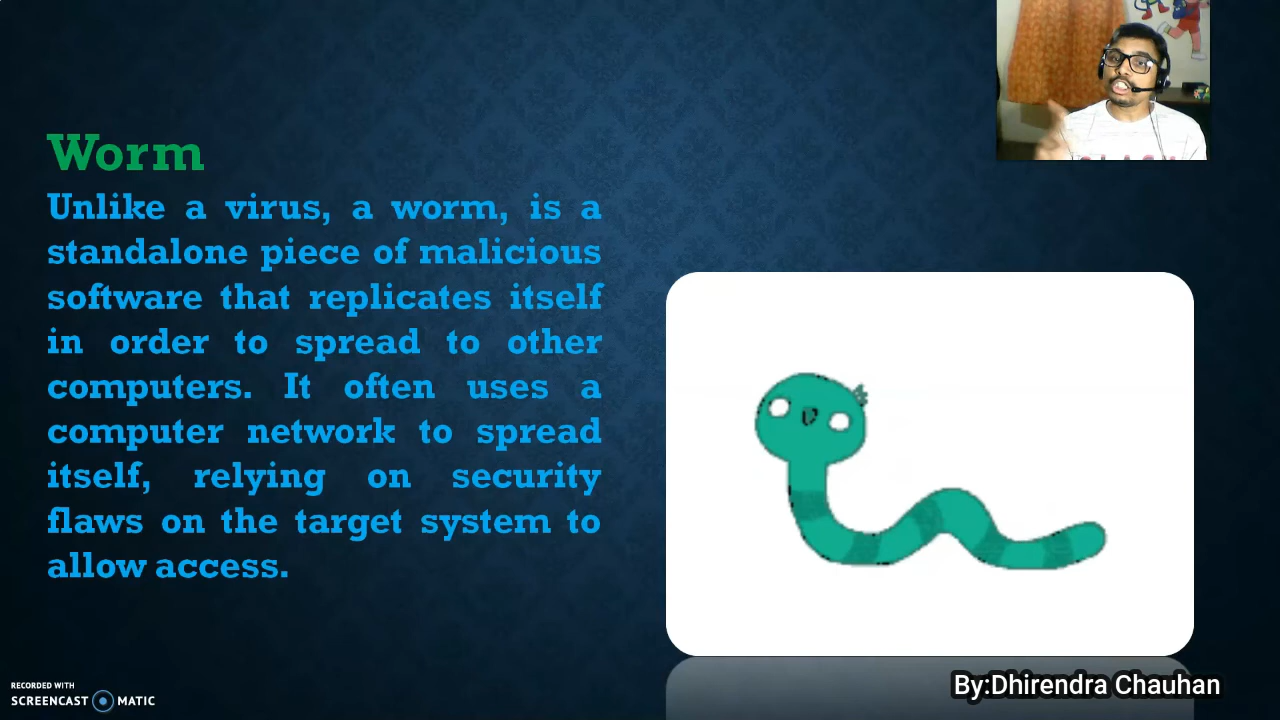 Worm
Unlike a virus, a worm, is a
standalone piece of malicious
software that replicates itself
in order to spread to other
computers. It often uses a
computer network to spread
itself, relying on security
flaws on the target system to
allow access.
RECORDED WITH
SCREENCAST MATIC
By:Dhirendra Chauhan